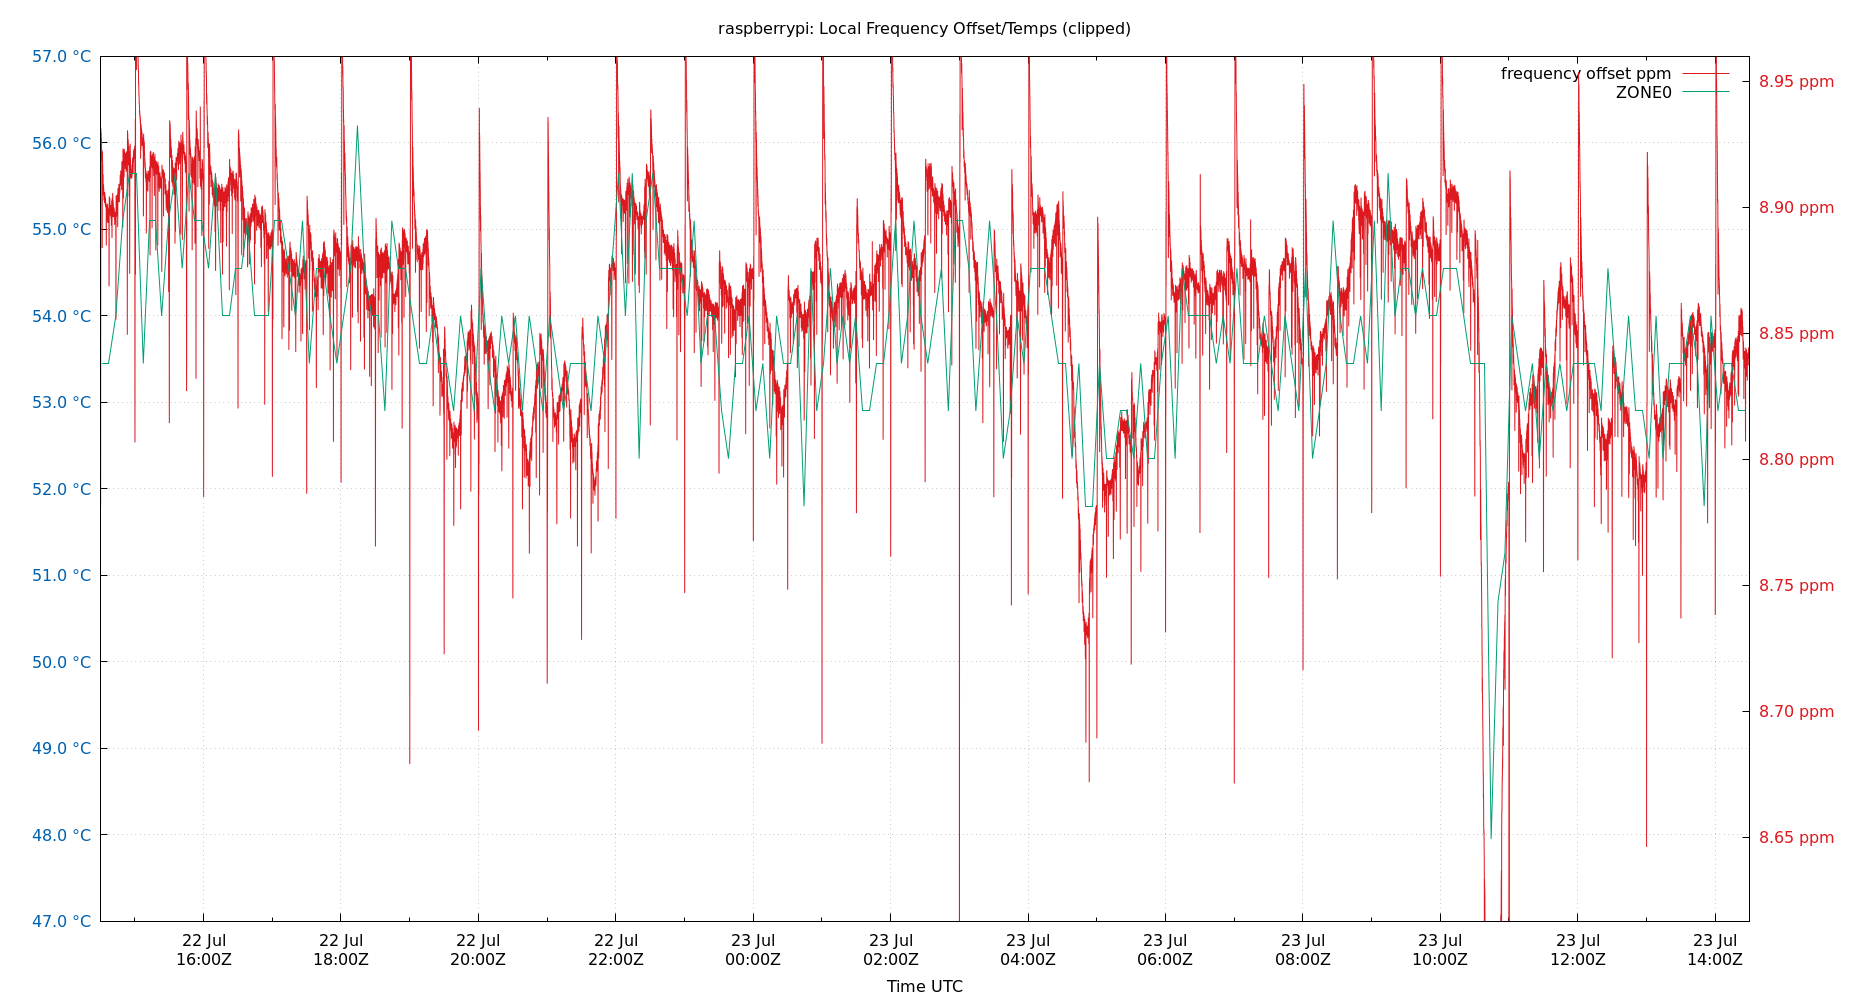 raspberrypi: Local Frequency Offset/Temps (clipped)
57.0 °C
56.0 °C
55.0 °C
54.0 °C
53.0 °C
52.0 °C
51.0 °C
50.0 °C
49.0 °C
48.0 °C
47.0 °C
frequency offset ppm
ZONE0
8.95 ppm
8.90 ppm
8.85 ppm
8.80 ppm
8.75 ppm
8.70 ppm
8.65 ppm
22 Jul 22 Jul 22 Jul 22 Jul 23 Jul 23 Jul 23 Jul 23 Jul 23 Jul 23 Jul 23 Jul 23 Jul
16:00Z 18:00Z 20:00Z 22:00Z 00:00Z 02:00Z 04:00Z 06:00Z 08:00Z 10:00Z 12:00Z 14:00Z
Time UTC